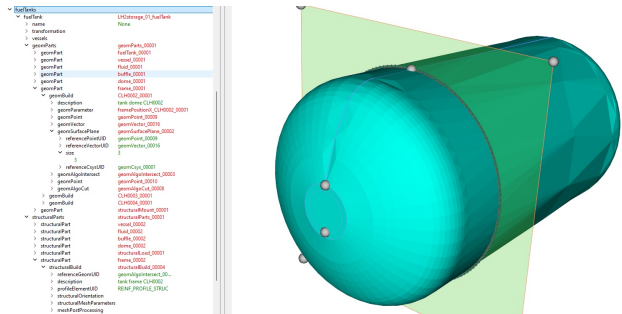 fuelTanks
fuelTank LH2storage_01_fuelTank
name None
transformation
vessels
geomParts geomParts_00001
geomPart fuelTank_00001
geomPart vessel_00001
geomPart fluid_00001
geomPart buffle_00001
geomPart dome_00001
geomPart frame_00001
geomBuild CLH0002_00001
description tank dome CLH0002
geomParameter framePositionX_CLH0002_00001
geomPoint geomPoint_00009
geomVector geomVector_00016
geomSurfacePlane geomSurfacePlane_00002
referencePointUID geomPoint_00009
referenceVectorUID geomVector_00016
size 3
3
referenceCsysUID geomCsys_00001
geomAlgoIntersect geomAlgoIntersect_00003
geomPoint geomPoint_00010
geomAlgoCut geomAlgoCut_00008
geomBuild CLH0003_00001
geomBuild CLH0004_00001
geomPart structuralMount_00001
structuralParts structuralParts_00001
structuralPart vessel_00002
structuralPart fluid_00002
structuralPart buffle_00002
structuralPart dome_00002
structuralPart structuralLoad_00001
structuralPart frame_00002
structuralBuild structuralBuild_00004
referenceGeomUID geomAlgoIntersect_00...
description tank frame CLH0002
profileElementUID REINF_PROFILE_STRUC
structuralOrientation
structuralMeshParameters
meshPostProcessing